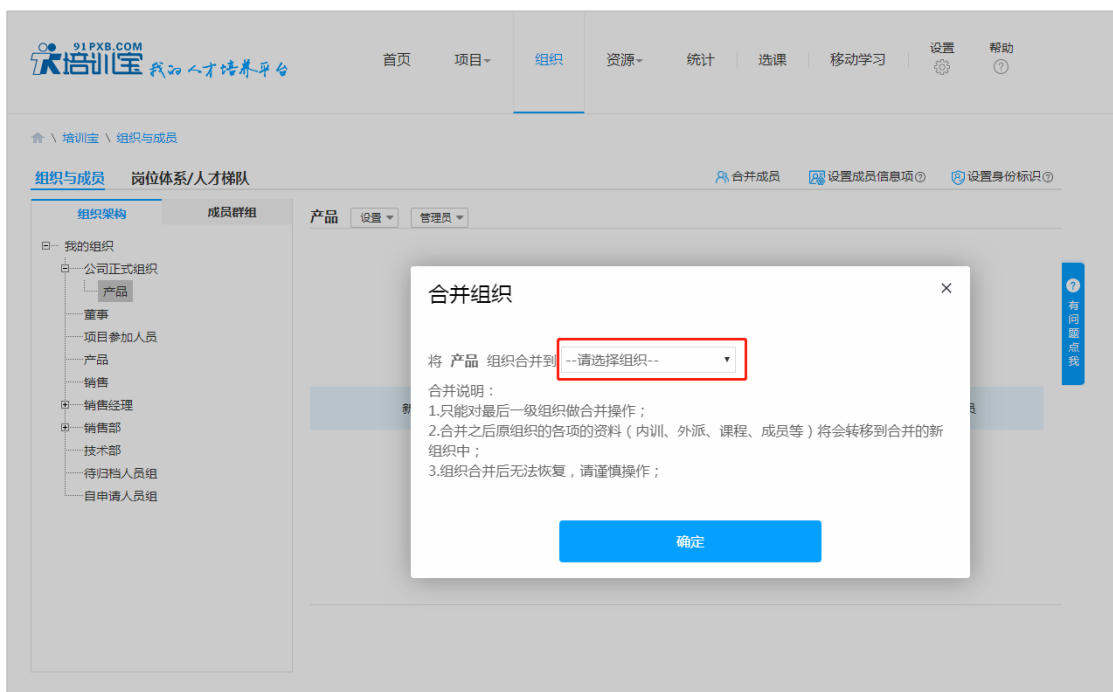 91PXB.COM
培训宝 我的人才培养平台
首页 项目 组织 资源 统计 选课 移动学习 设置 帮助
\ 培训宝 \ 组织与成员
组织与成员 岗位体系/人才梯队 合并成员 设置成员信息项? 设置身份标识?
组织架构 成员群组 产品 设置 管理员
我的组织
公司正式组织
产品
董事
项目参加人员
产品
销售
销售经理
销售部
技术部
待归档人员组
自申请人员组
合并组织 ×
将 产品 组织合并到 --请选择组织--
合并说明：
1.只能对最后一级组织做合并操作；
2.合并之后原组织的各项的资料（内训、外派、课程、成员等）将会转移到合并的新
组织中；
3.组织合并后无法恢复，请谨慎操作；
确定
新
? 有问题点我